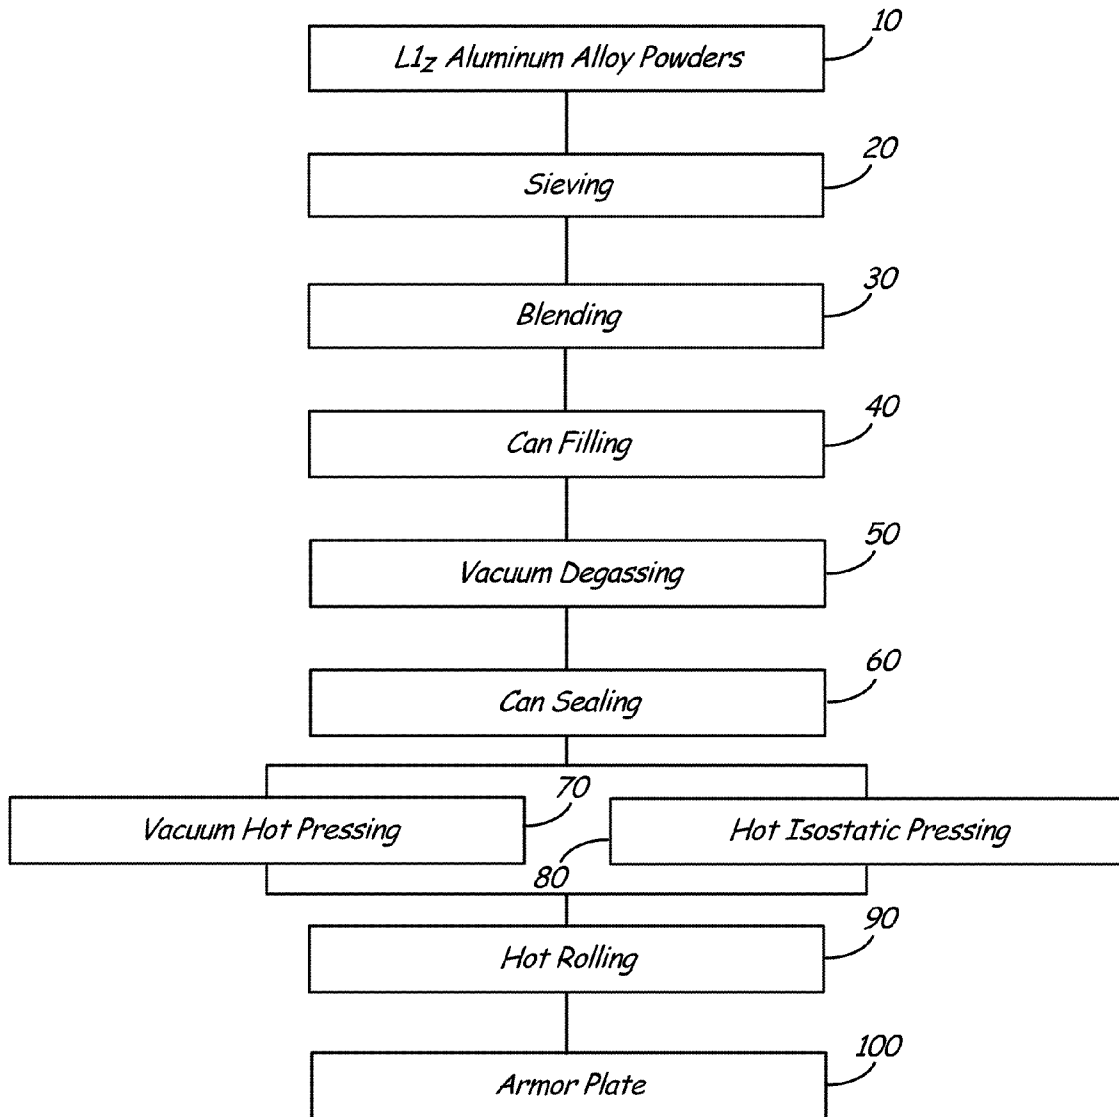 10
L1z Aluminum Alloy Powders
20
Sieving
30
Blending
40
Can Filling
50
Vacuum Degassing
60
Can Sealing
70
Vacuum Hot Pressing
Hot Isostatic Pressing
80
90
Hot Rolling
100
Armor Plate